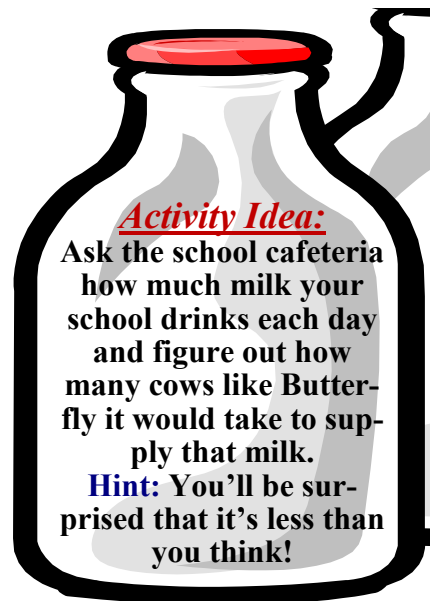 Activity Idea:
Ask the school cafeteria
how much milk your
school drinks each day
and figure out how
many cows like Butter-
fly it would take to sup-
ply that milk.
Hint: You'll be sur-
prised that it's less than
you think!